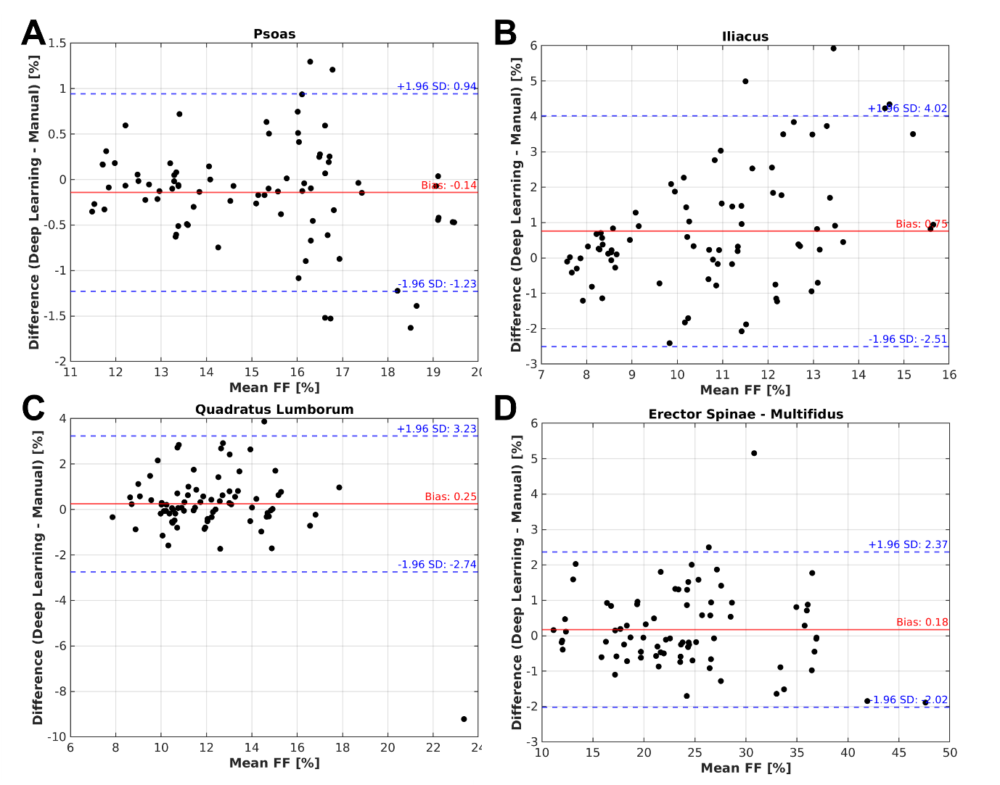 A
Psoas
Difference (Deep Learning - Manual) [%]
1.5
1
0.5
0
-0.5
-1
-1.5
-2
+1.96 SD: 0.94
Bias: -0.14
-1.96 SD: -1.23
11 12 13 14 15 16 17 18 19 20
Mean FF [%]
B
Iliacus
Difference (Deep Learning - Manual) [%]
6
5
4
3
2
1
0
-1
-2
-3
+1.96 SD: 4.02
Bias: 0.75
-1.96 SD: -2.51
7 8 9 10 11 12 13 14 15 16
Mean FF [%]
C
Quadratus Lumborum
Difference (Deep Learning - Manual) [%]
4
2
0
-2
-4
-6
-8
-10
+1.96 SD: 3.23
Bias: 0.25
-1.96 SD: -2.74
6 8 10 12 14 16 18 20 22 24
Mean FF [%]
D
Erector Spinae - Multifidus
Difference (Deep Learning - Manual) [%]
6
5
4
3
2
1
0
-1
-2
-3
+1.96 SD: 2.37
Bias: 0.18
-1.96 SD: -2.02
10 15 20 25 30 35 40 45 50
Mean FF [%]